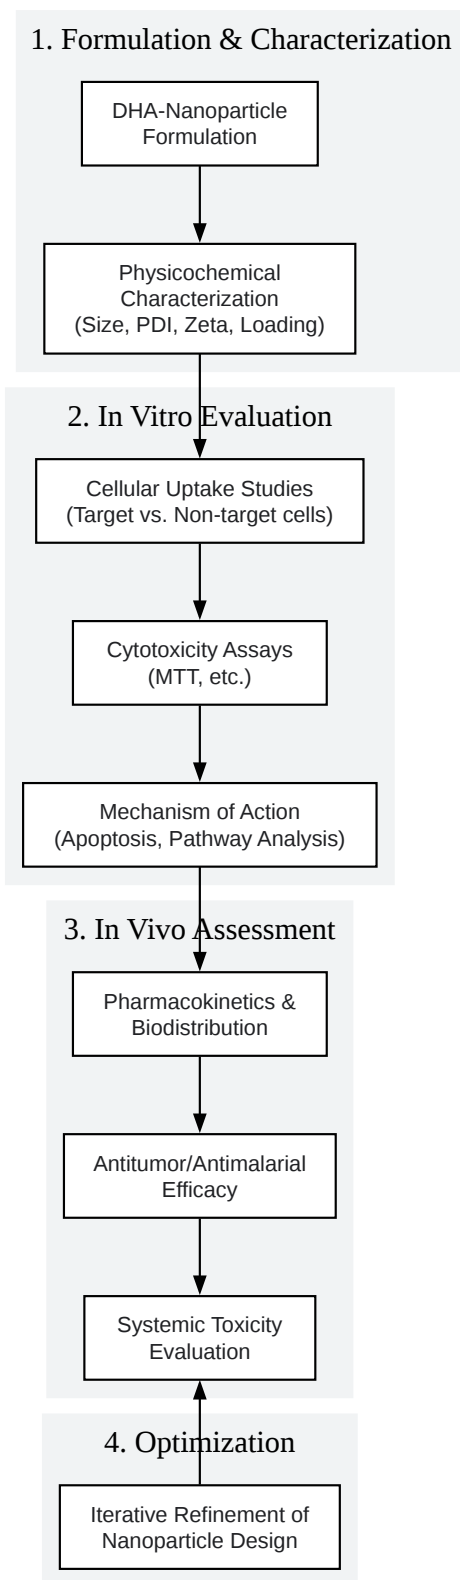 1. Formulation & Characterization
DHA-Nanoparticle
Formulation
Physicochemical
Characterization
(Size, PDI, Zeta, Loading)
2. In Vitro Evaluation
Cellular Uptake Studies
(Target vs. Non-target cells)
Cytotoxicity Assays
(MTT, etc.)
Mechanism of Action
(Apoptosis, Pathway Analysis)
3. In Vivo Assessment
Pharmacokinetics &
Biodistribution
Antitumor/Antimalarial
Efficacy
Systemic Toxicity
Evaluation
4. Optimization
Iterative Refinement of
Nanoparticle Design